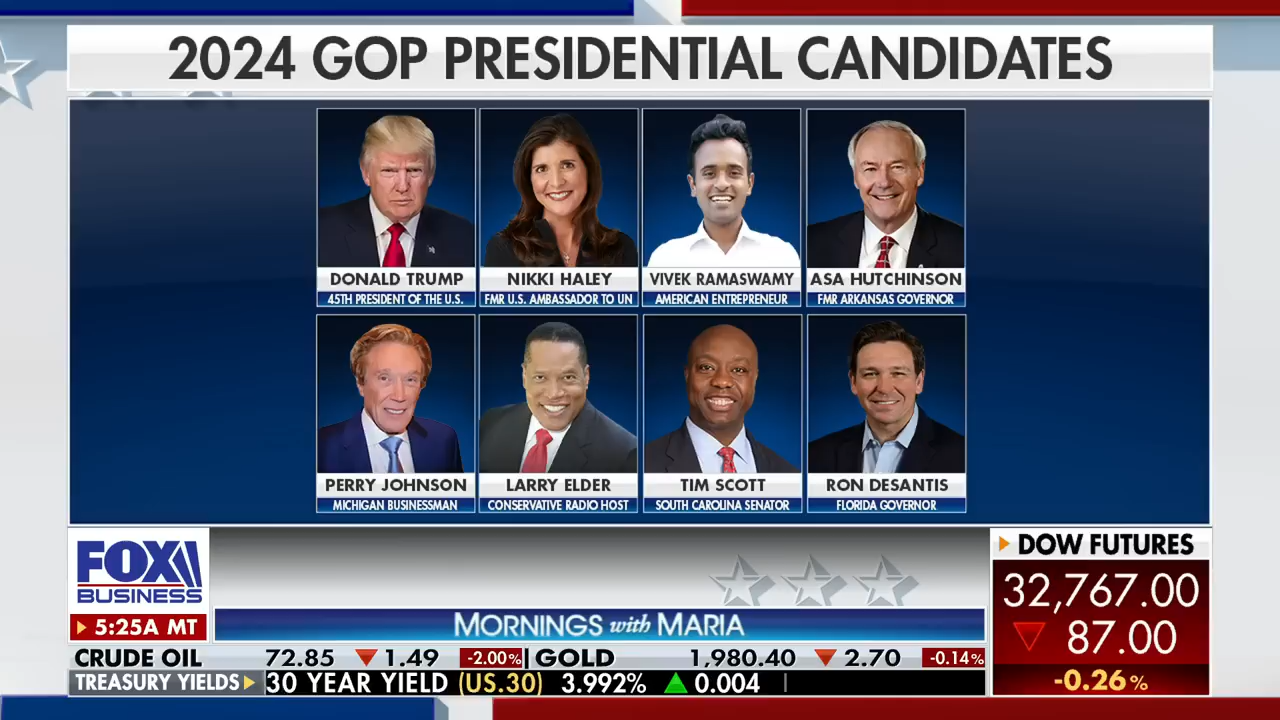 2024 GOP PRESIDENTIAL CANDIDATES
DONALD TRUMP
45TH PRESIDENT OF THE U.S.
NIKKI HALEY
FMR U.S. AMBASSADOR TO UN
VIVEK RAMASWAMY
AMERICAN ENTREPRENEUR
ASA HUTCHINSON
FMR ARKANSAS GOVERNOR
PERRY JOHNSON
MICHIGAN BUSINESSMAN
LARRY ELDER
CONSERVATIVE RADIO HOST
TIM SCOTT
SOUTH CAROLINA SENATOR
RON DESANTIS
FLORIDA GOVERNOR
FOX
BUSINESS
5:25A MT
MORNINGS with MARIA
DOW FUTURES
32,767.00
87.00
-0.26%
CRUDE OIL 72.85 1.49 -2.00% GOLD 1,980.40 2.70 -0.14%
TREASURY YIELDS 30 YEAR YIELD (US.30) 3.992% 0.004